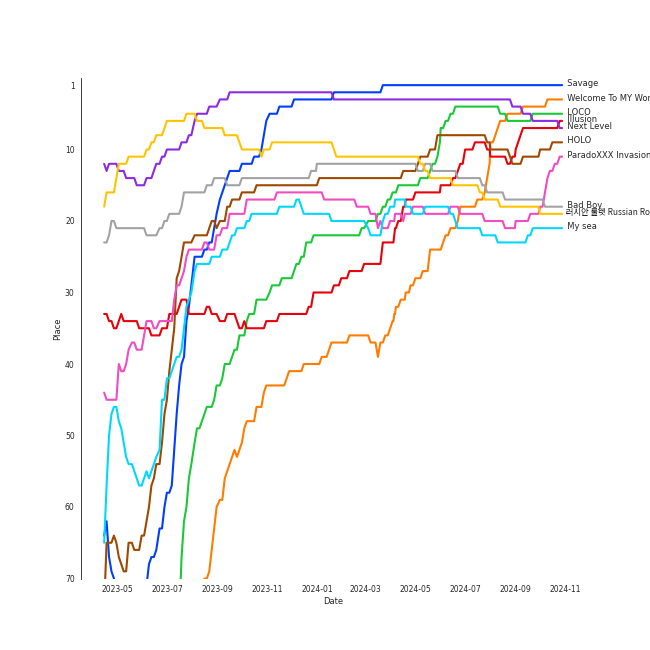 1
10
20
30
40
50
60
70
Place
2023-05
2023-07
2023-09
2023-11
2024-01
2024-03
2024-05
2024-07
2024-09
2024-11
Date
Savage
Welcome To MY Wor
LOCO
Illusion
Next Level
HOLO
ParadoXXX Invasion
Bad Boy
러시안 룰렛 Russian Ro
My sea